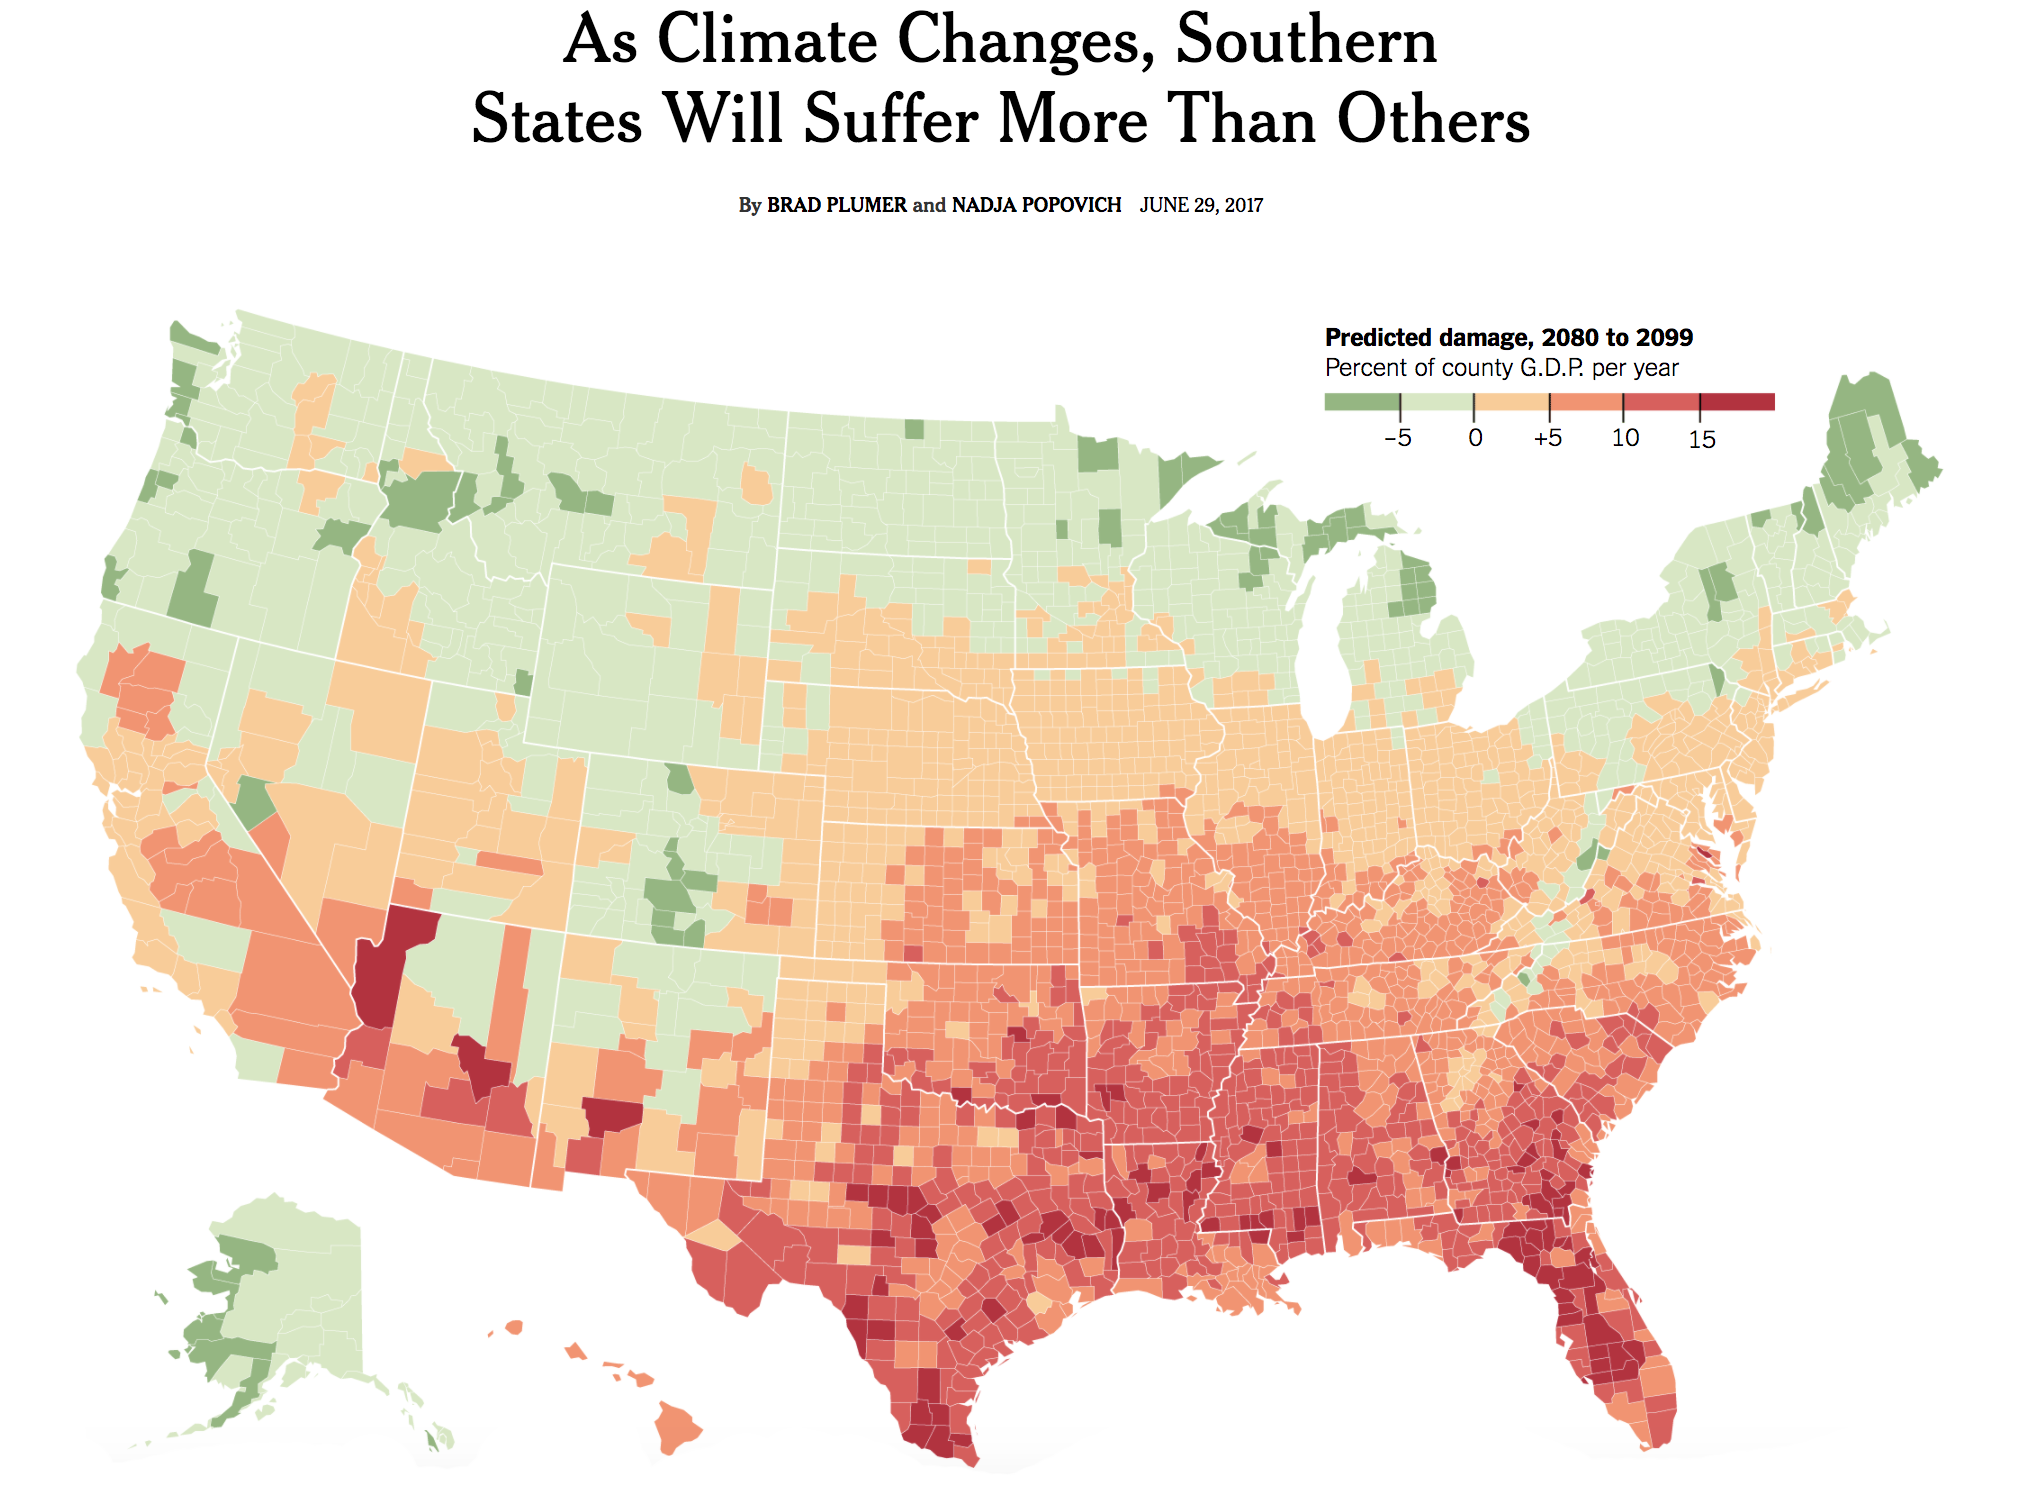 As Climate Changes, Southern
States Will Suffer More Than Others
By BRAD PLUMER and NADJA POPOVICH JUNE 29, 2017
Predicted damage, 2080 to 2099
Percent of county G.D.P. per year
–5 0 +5 10 15